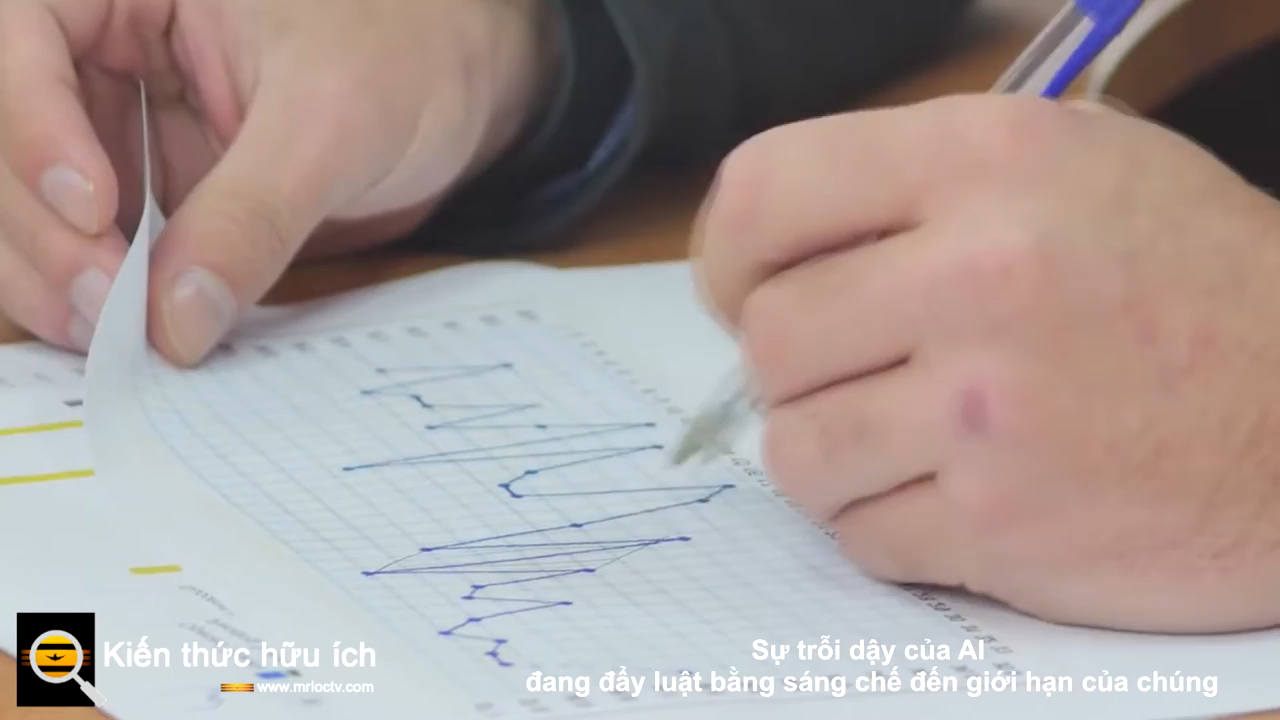 Kiến thức hữu ích
www.mrloctv.com
Sự trỗi dậy của AI
đang đẩy luật bằng sáng chế đến giới hạn của chúng